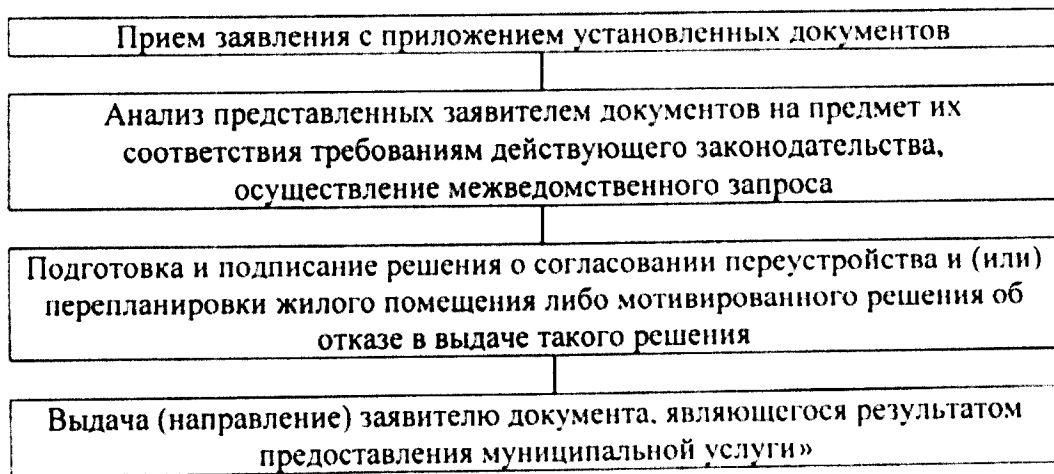 Прием заявления с приложением установленных документов
Анализ представленных заявителем документов на предмет их
соответствия требованиям действующего законодательства,
осуществление межведомственного запроса
Подготовка и подписание решения о согласовании переустройства и (или)
перепланировки жилого помещения либо мотивированного решения об
отказе в выдаче такого решения
Выдача (направление) заявителю документа, являющегося результатом
предоставления муниципальной услуги»